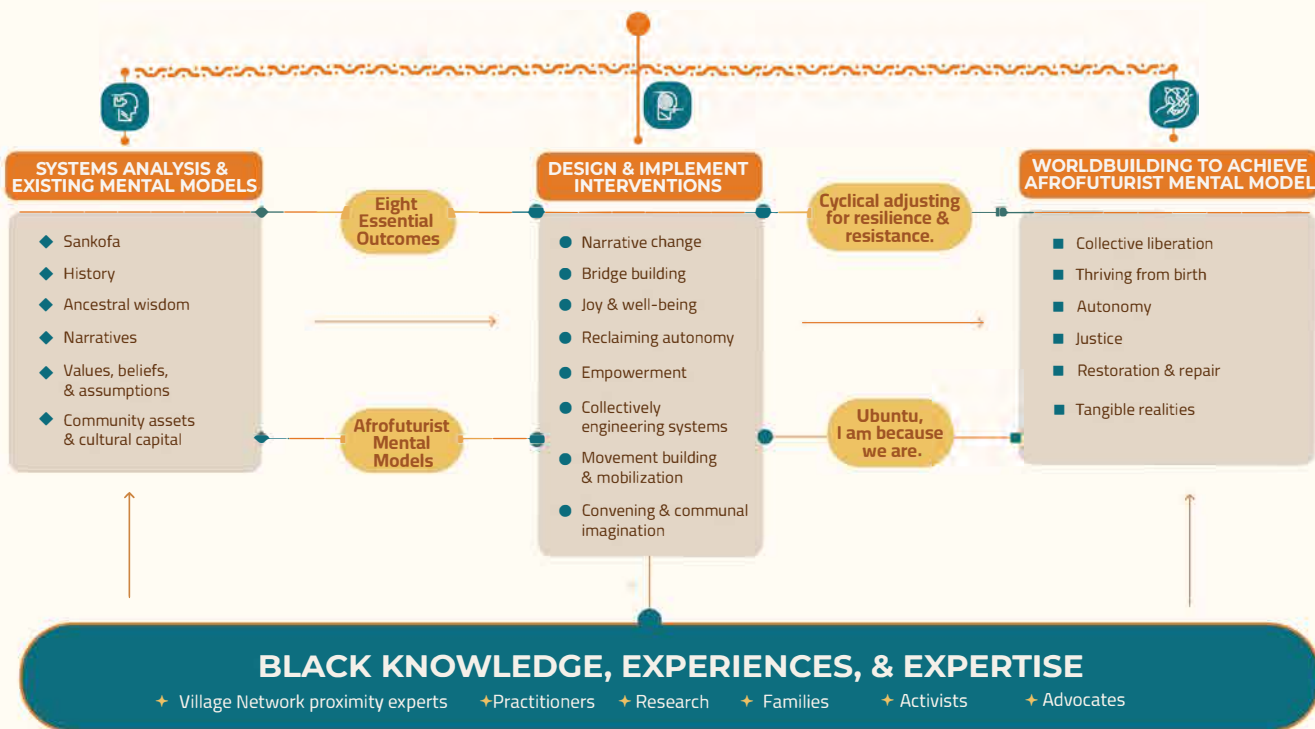 SYSTEMS ANALYSIS &
EXISTING MENTAL MODELS
Sankofa
History
Ancestral wisdom
Narratives
Values, beliefs,
& assumptions
Community assets
& cultural capital
Eight
Essential
Outcomes
Afrofuturist
Mental
Models
DESIGN & IMPLEMENT
INTERVENTIONS
Narrative change
Bridge building
Joy & well-being
Reclaiming autonomy
Empowerment
Collectively
engineering systems
Movement building
& mobilization
Convening & communal
imagination
Cyclical adjusting
for resilience &
resistance.
Ubuntu,
I am because
we are.
WORLDBUILDING TO ACHIEVE
AFROFUTURIST MENTAL MODEL
Collective liberation
Thriving from birth
Autonomy
Justice
Restoration & repair
Tangible realities
BLACK KNOWLEDGE, EXPERIENCES, & EXPERTISE
Village Network proximity experts Practitioners Research Families Activists Advocates